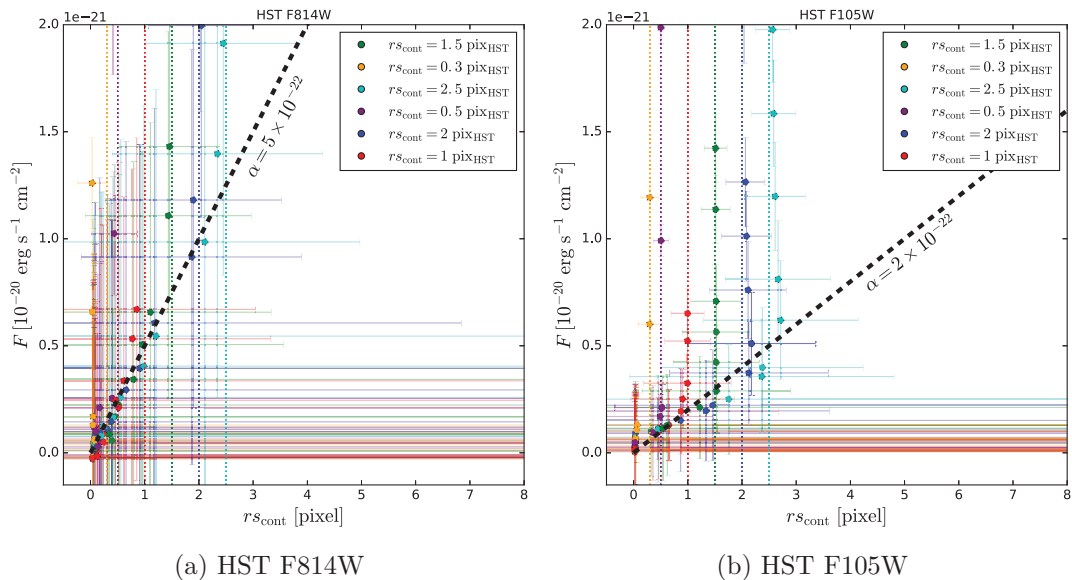 HST F814W
1e−21
F [10⁻²⁰ erg s⁻¹ cm⁻²]
2.0
1.5
1.0
0.5
0.0
rs_cont = 1.5 pix_HST
rs_cont = 0.3 pix_HST
rs_cont = 2.5 pix_HST
rs_cont = 0.5 pix_HST
rs_cont = 2 pix_HST
rs_cont = 1 pix_HST
α = 5 × 10⁻²²
0 1 2 3 4 5 6 7 8
rs_cont [pixel]
(a) HST F814W
HST F105W
1e−21
F [10⁻²⁰ erg s⁻¹ cm⁻²]
2.0
1.5
1.0
0.5
0.0
rs_cont = 1.5 pix_HST
rs_cont = 0.3 pix_HST
rs_cont = 2.5 pix_HST
rs_cont = 0.5 pix_HST
rs_cont = 2 pix_HST
rs_cont = 1 pix_HST
α = 2 × 10⁻²²
0 1 2 3 4 5 6 7 8
rs_cont [pixel]
(b) HST F105W